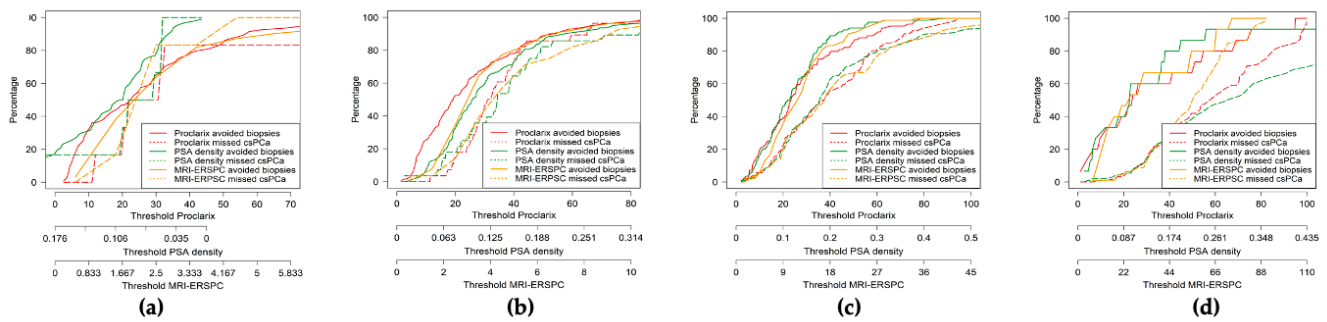 00
80
60
40
20
0
Percentage
Proclarix avoided biopsies
Proclarix missed csPCa
PSA density avoided biopsies
PSA density missed csPCa
MRI-ERSPC avoided biopsies
MRI-ERSPC missed csPCa
0 10 20 30 40 50 60 70
Threshold Proclarix
0.176 0.106 0.035 0
Threshold PSA density
0 0.833 1.667 2.5 3.333 4.167 5 5.833
Threshold MRI-ERSPC
(a)
100
80
60
40
20
0
Percentage
Proclarix avoided biopsies
Proclarix missed csPCa
PSA density avoided biopsies
PSA density missed csPCa
MRI-ERSPC avoided biopsies
MRI-ERPSC missed csPCa
0 20 40 60 80
Threshold Proclarix
0 0.063 0.125 0.188 0.251 0.314
Threshold PSA density
0 2 4 6 8 10
Threshold MRI-ERSPC
(b)
100
80
60
40
20
0
Percentage
Proclarix avoided biopsies
Proclarix missed csPCa
PSA density avoided biopsies
PSA density missed csPCa
MRI-ERSPC avoided biopsies
MRI-ERPSC missed csPCa
0 20 40 60 80 100
Threshold Proclarix
0 0.1 0.2 0.3 0.4 0.5
Threshold PSA density
0 9 18 27 36 45
Threshold MRI-ERSPC
(c)
100
80
60
40
20
0
Percentage
Proclarix avoided biopsies
Proclarix missed csPCa
PSA density avoided biopsies
PSA density missed csPCa
MRI-ERSPC avoided biopsies
MRI-ERPSC missed csPCa
0 20 40 60 80 100
Threshold Proclarix
0 0.087 0.174 0.261 0.348 0.435
Threshold PSA density
0 22 44 66 88 110
Threshold MRI-ERSPC
(d)